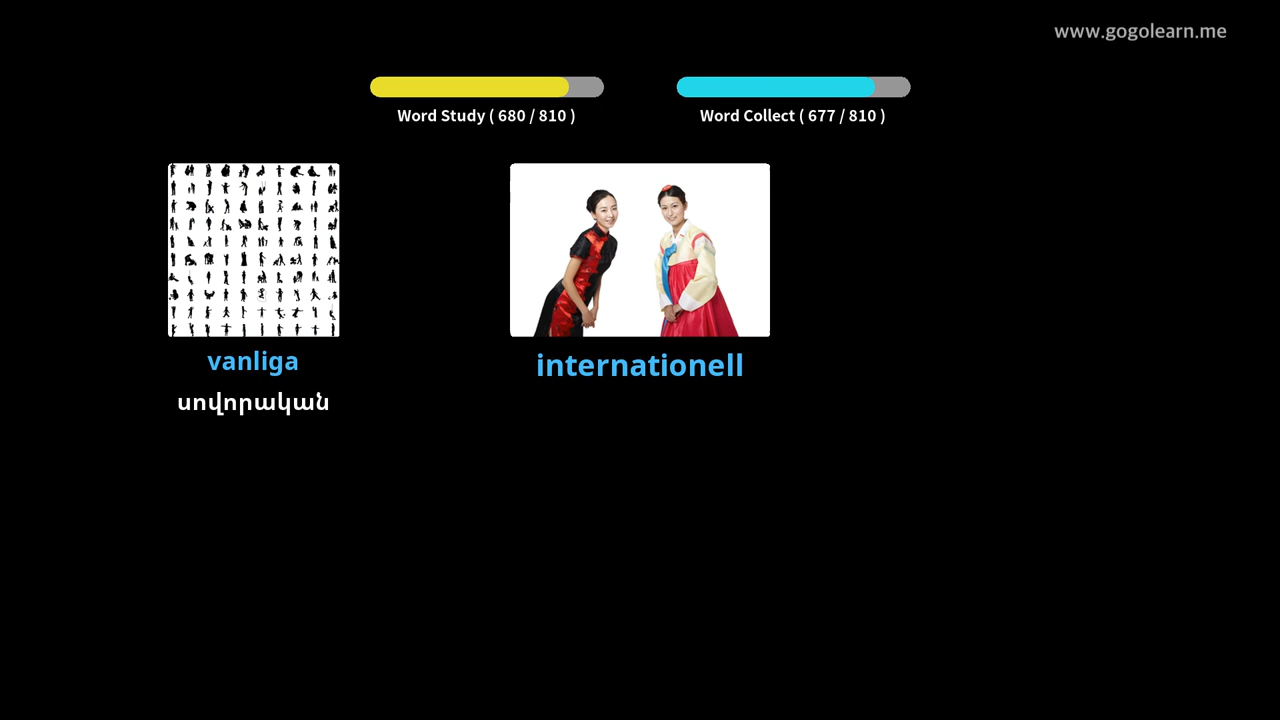 www.gogolearn.me
Word Study ( 680 / 810 )
Word Collect ( 677 / 810 )
vanliga
սովորական
internationell